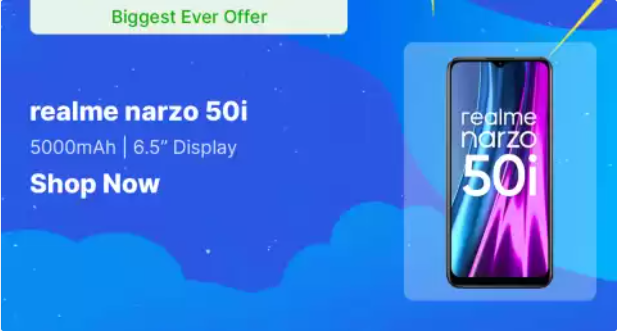 Biggest Ever Offer
realme narzo 50i
5000mAh | 6.5” Display
Shop Now
realme
narzo
50i